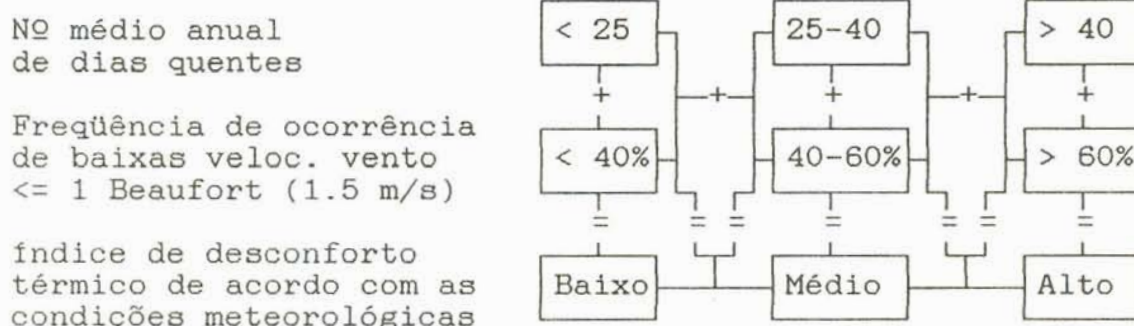 Nº médio anual
de dias quentes
< 25 25-40 > 40
+ + + + +
Freqüência de ocorrência
de baixas veloc. vento
<= 1 Beaufort (1.5 m/s)
< 40% 40-60% > 60%
= = = = = = =
índice de desconforto
térmico de acordo com as
condições meteorológicas
Baixo Médio Alto